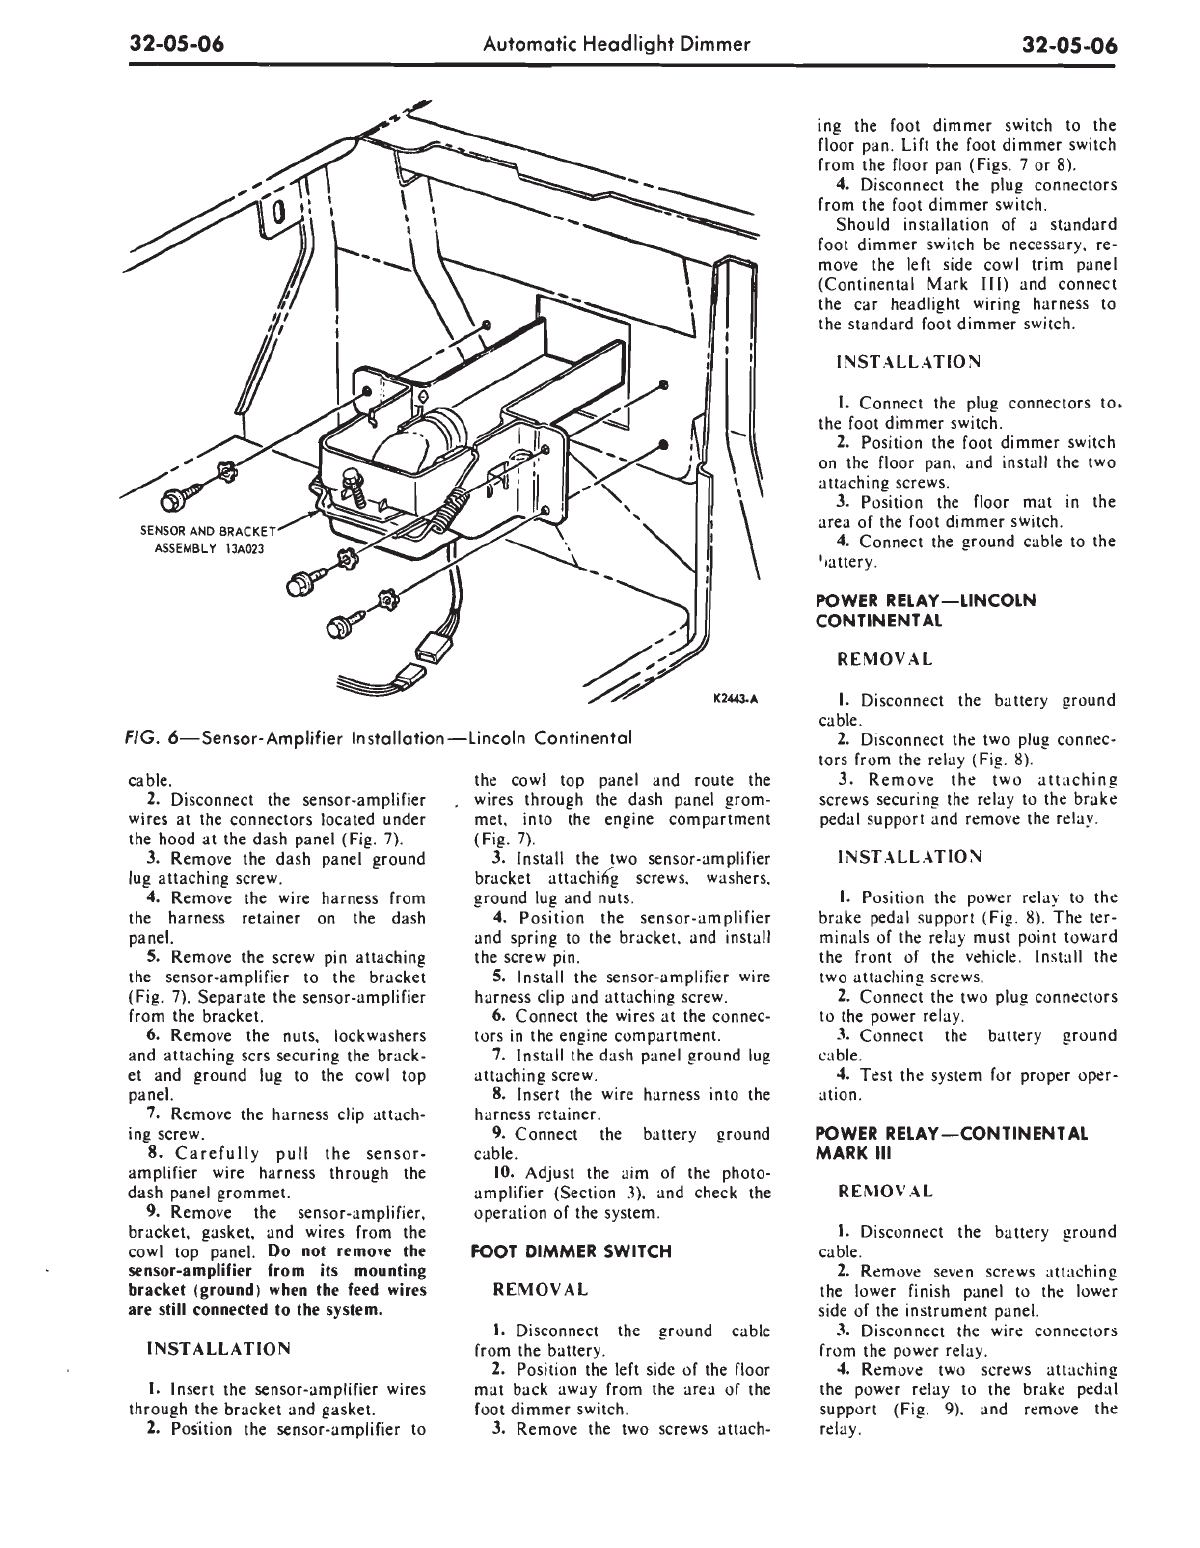 32-05-06
Automatic Headlight Dimmer
32-05-06
SENSOR AND BRACKET
ASSEMBLY 13A023
K2443-A
FIG. 6—Sensor-Amplifier Installation—Lincoln Continental
cable.
2. Disconnect the sensor-amplifier
wires at the connectors located under
the hood at the dash panel (Fig. 7).
3. Remove the dash panel ground
lug attaching screw.
4. Remove the wire harness from
the harness retainer on the dash
panel.
5. Remove the screw pin attaching
the sensor-amplifier to the bracket
(Fig. 7). Separate the sensor-amplifier
from the bracket.
6. Remove the nuts, lockwashers
and attaching scrs securing the brack-
et and ground lug to the cowl top
panel.
7. Remove the harness clip attach-
ing screw.
8. Carefully pull the sensor-
amplifier wire harness through the
dash panel grommet.
9. Remove the sensor-amplifier,
bracket, gasket, and wires from the
cowl top panel. Do not remove the
sensor-amplifier from its mounting
bracket (ground) when the feed wires
are still connected to the system.
INSTALLATION
1. Insert the sensor-amplifier wires
through the bracket and gasket.
2. Position the sensor-amplifier to
the cowl top panel and route the
wires through the dash panel grom-
met, into the engine compartment
(Fig. 7).
3. Install the two sensor-amplifier
bracket attaching screws, washers,
ground lug and nuts.
4. Position the sensor-amplifier
and spring to the bracket, and install
the screw pin.
5. Install the sensor-amplifier wire
harness clip and attaching screw.
6. Connect the wires at the connec-
tors in the engine compartment.
7. Install the dash panel ground lug
attaching screw.
8. Insert the wire harness into the
harness retainer.
9. Connect the battery ground
cable.
10. Adjust the aim of the photo-
amplifier (Section 3), and check the
operation of the system.
FOOT DIMMER SWITCH
REMOVAL
1. Disconnect the ground cable
from the battery.
2. Position the left side of the floor
mat back away from the area of the
foot dimmer switch.
3. Remove the two screws attach-
ing the foot dimmer switch to the
floor pan. Lift the foot dimmer switch
from the floor pan (Figs. 7 or 8).
4. Disconnect the plug connectors
from the foot dimmer switch.
Should installation of a standard
foot dimmer switch be necessary, re-
move the left side cowl trim panel
(Continental Mark III) and connect
the car headlight wiring harness to
the standard foot dimmer switch.
INSTALLATION
1. Connect the plug connectors to
the foot dimmer switch.
2. Position the foot dimmer switch
on the floor pan, and install the two
attaching screws.
3. Position the floor mat in the
area of the foot dimmer switch.
4. Connect the ground cable to the
battery.
POWER RELAY—LINCOLN
CONTINENTAL
REMOVAL
1. Disconnect the battery ground
cable.
2. Disconnect the two plug connec-
tors from the relay (Fig. 8).
3. Remove the two attaching
screws securing the relay to the brake
pedal support and remove the relay.
INSTALLATION
1. Position the power relay to the
brake pedal support (Fig. 8). The ter-
minals of the relay must point toward
the front of the vehicle. Install the
two attaching screws.
2. Connect the two plug connectors
to the power relay.
3. Connect the battery ground
cable.
4. Test the system for proper oper-
ation.
POWER RELAY—CONTINENTAL
MARK III
REMOVAL
1. Disconnect the battery ground
cable.
2. Remove seven screws attaching
the lower finish panel to the lower
side of the instrument panel.
3. Disconnect the wire connectors
from the power relay.
4. Remove two screws attaching
the power relay to the brake pedal
support (Fig. 9), and remove the
relay.